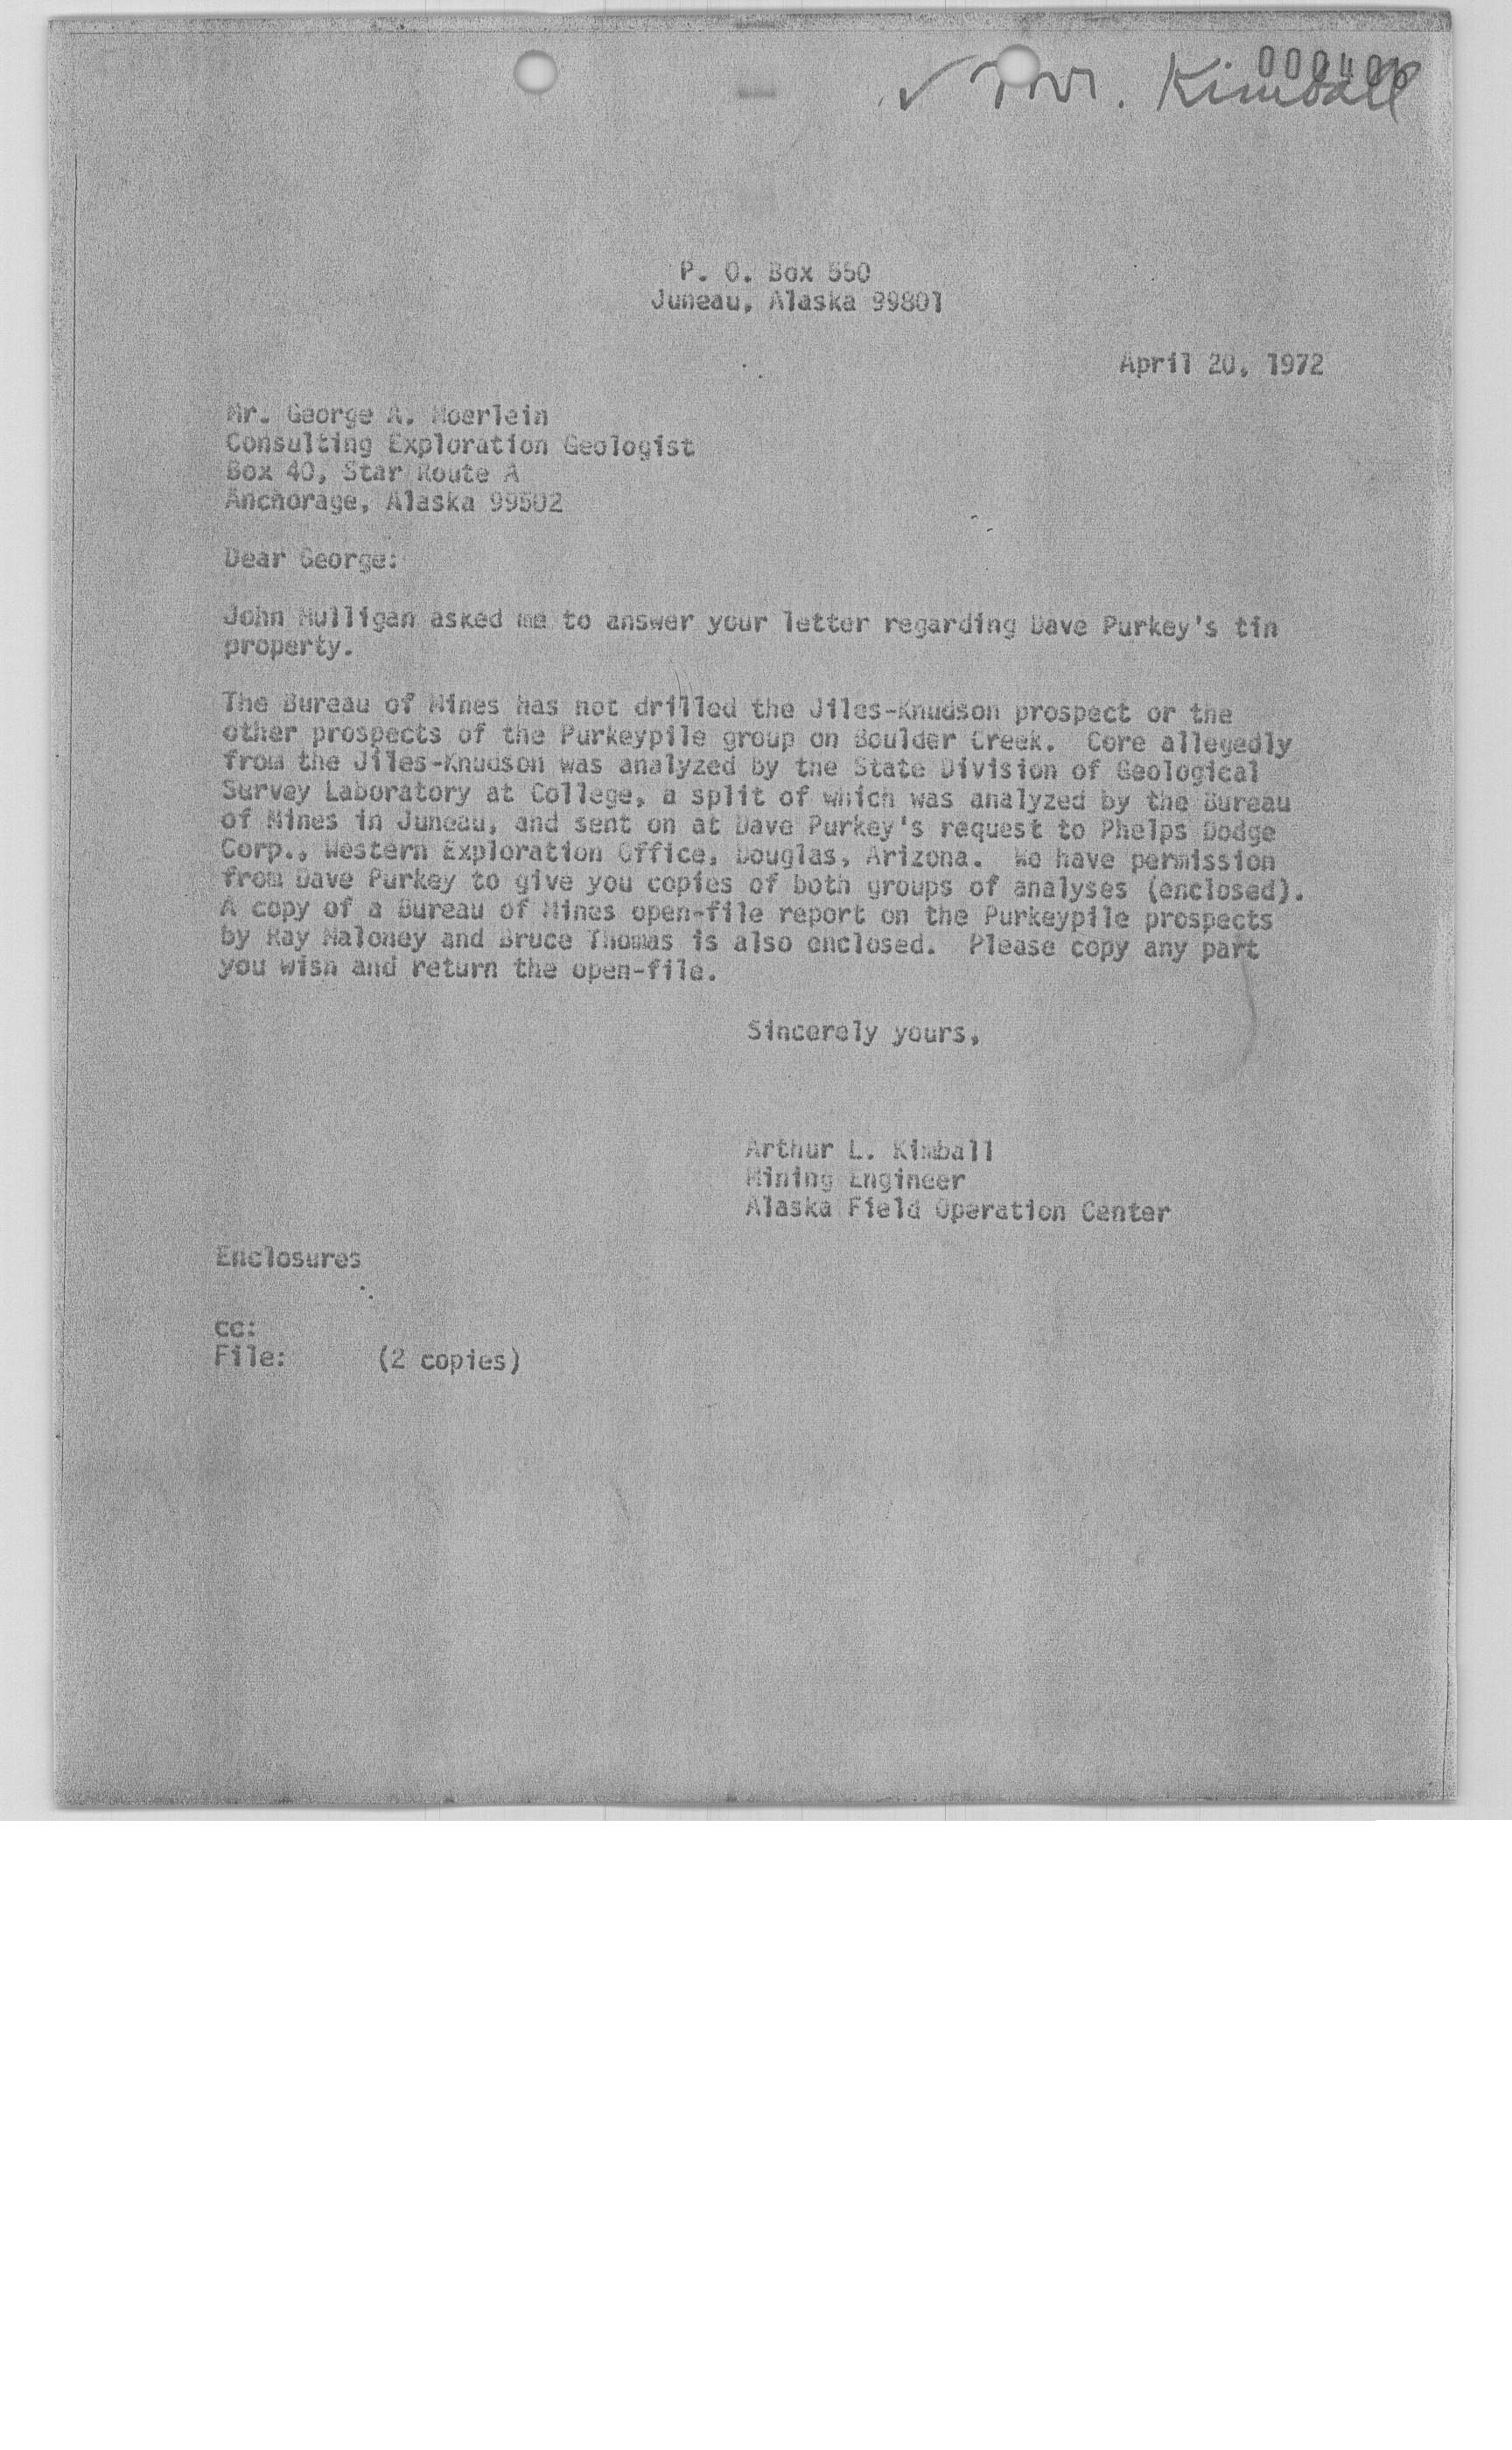 ✓ Mr. Kimball
P. O. Box 550
Juneau, Alaska 99801
April 20, 1972
Mr. George A. Moerlein
Consulting Exploration Geologist
Box 40, Star Route A
Anchorage, Alaska 99502
Dear George:
John Mulligan asked me to answer your letter regarding Dave Purkey's tin
property.
The Bureau of Mines has not drilled the Jiles-Knudson prospect or the
other prospects of the Purkeypile group on Boulder Creek. Core allegedly
from the Jiles-Knudson was analyzed by the State Division of Geological
Survey Laboratory at College, a split of which was analyzed by the Bureau
of Mines in Juneau, and sent on at Dave Purkey's request to Phelps Dodge
Corp., Western Exploration Office, Douglas, Arizona. We have permission
from Dave Purkey to give you copies of both groups of analyses (enclosed).
A copy of a Bureau of Mines open-file report on the Purkeypile prospects
by Ray Maloney and Bruce Thomas is also enclosed. Please copy any part
you wish and return the open-file.
Sincerely yours,
Arthur L. Kimball
Mining Engineer
Alaska Field Operation Center
Enclosures
cc:
File: (2 copies)